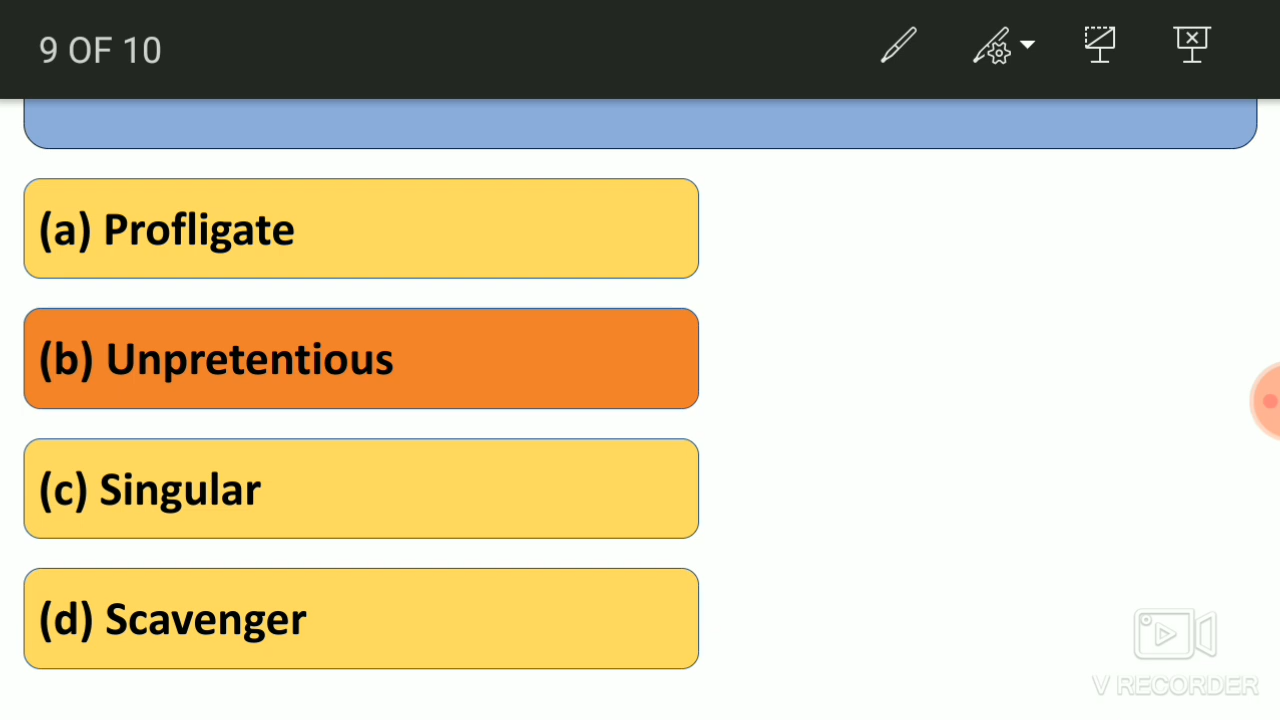 9 OF 10
(a) Profligate
(b) Unpretentious
(c) Singular
(d) Scavenger
V RECORDER